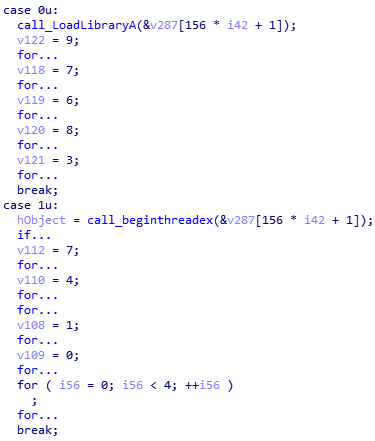 case 0u:
call_LoadLibraryA(&v287[156 * i42 + 1]);
v122 = 9;
for...
v118 = 7;
for...
v119 = 6;
for...
v120 = 8;
for...
v121 = 3;
for...
break;
case 1u:
hObject = call_beginthreadex(&v287[156 * i42 + 1]);
if...
v112 = 7;
for...
v110 = 4;
for...
for...
v108 = 1;
for...
v109 = 0;
for...
for ( i56 = 0; i56 < 4; ++i56 )
;
for...
break;